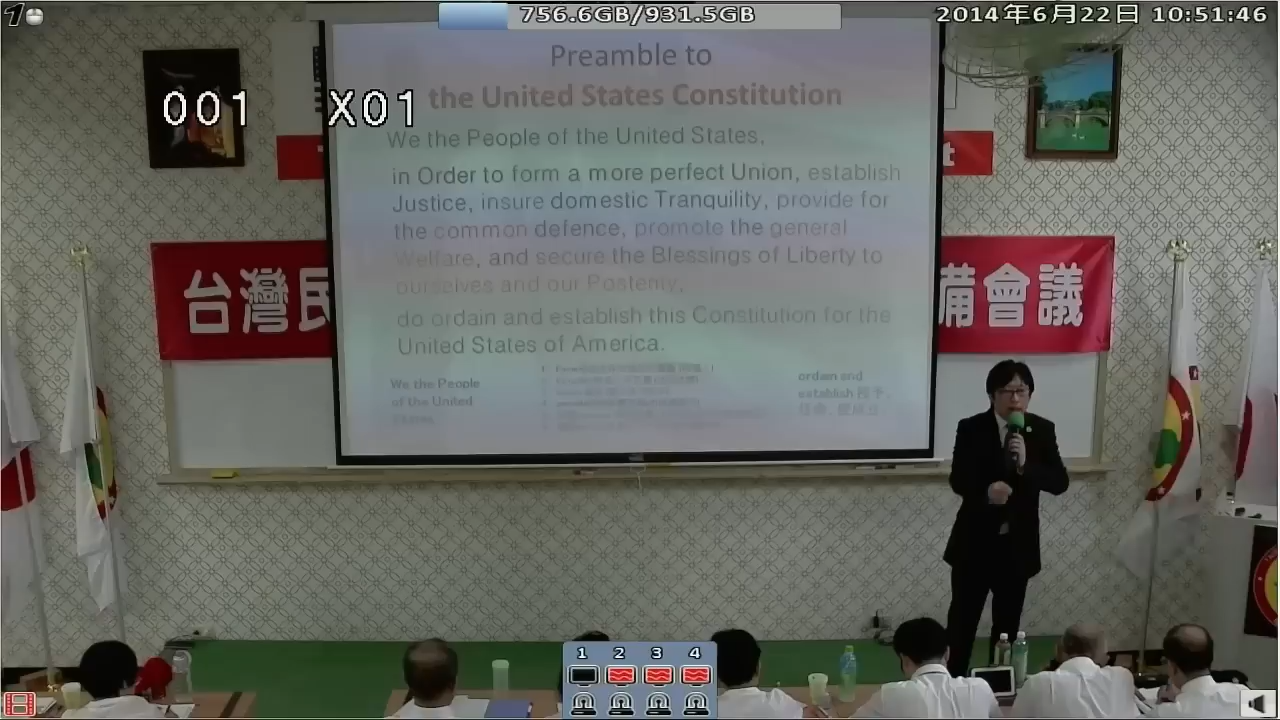 756.6GB/931.5GB
2014年6月22日 10:51:46
1
001
X01
Preamble to
the United States Constitution
We the People of the United States,
in Order to form a more perfect Union, establish
Justice, insure domestic Tranquility, provide for
the common defence, promote the general
Welfare, and secure the Blessings of Liberty to
ourselves and our Posterity,
do ordain and establish this Constitution for the
United States of America.
We the People
of the United
ordain and
establish
t
台灣民
備會議
1 2 3 4